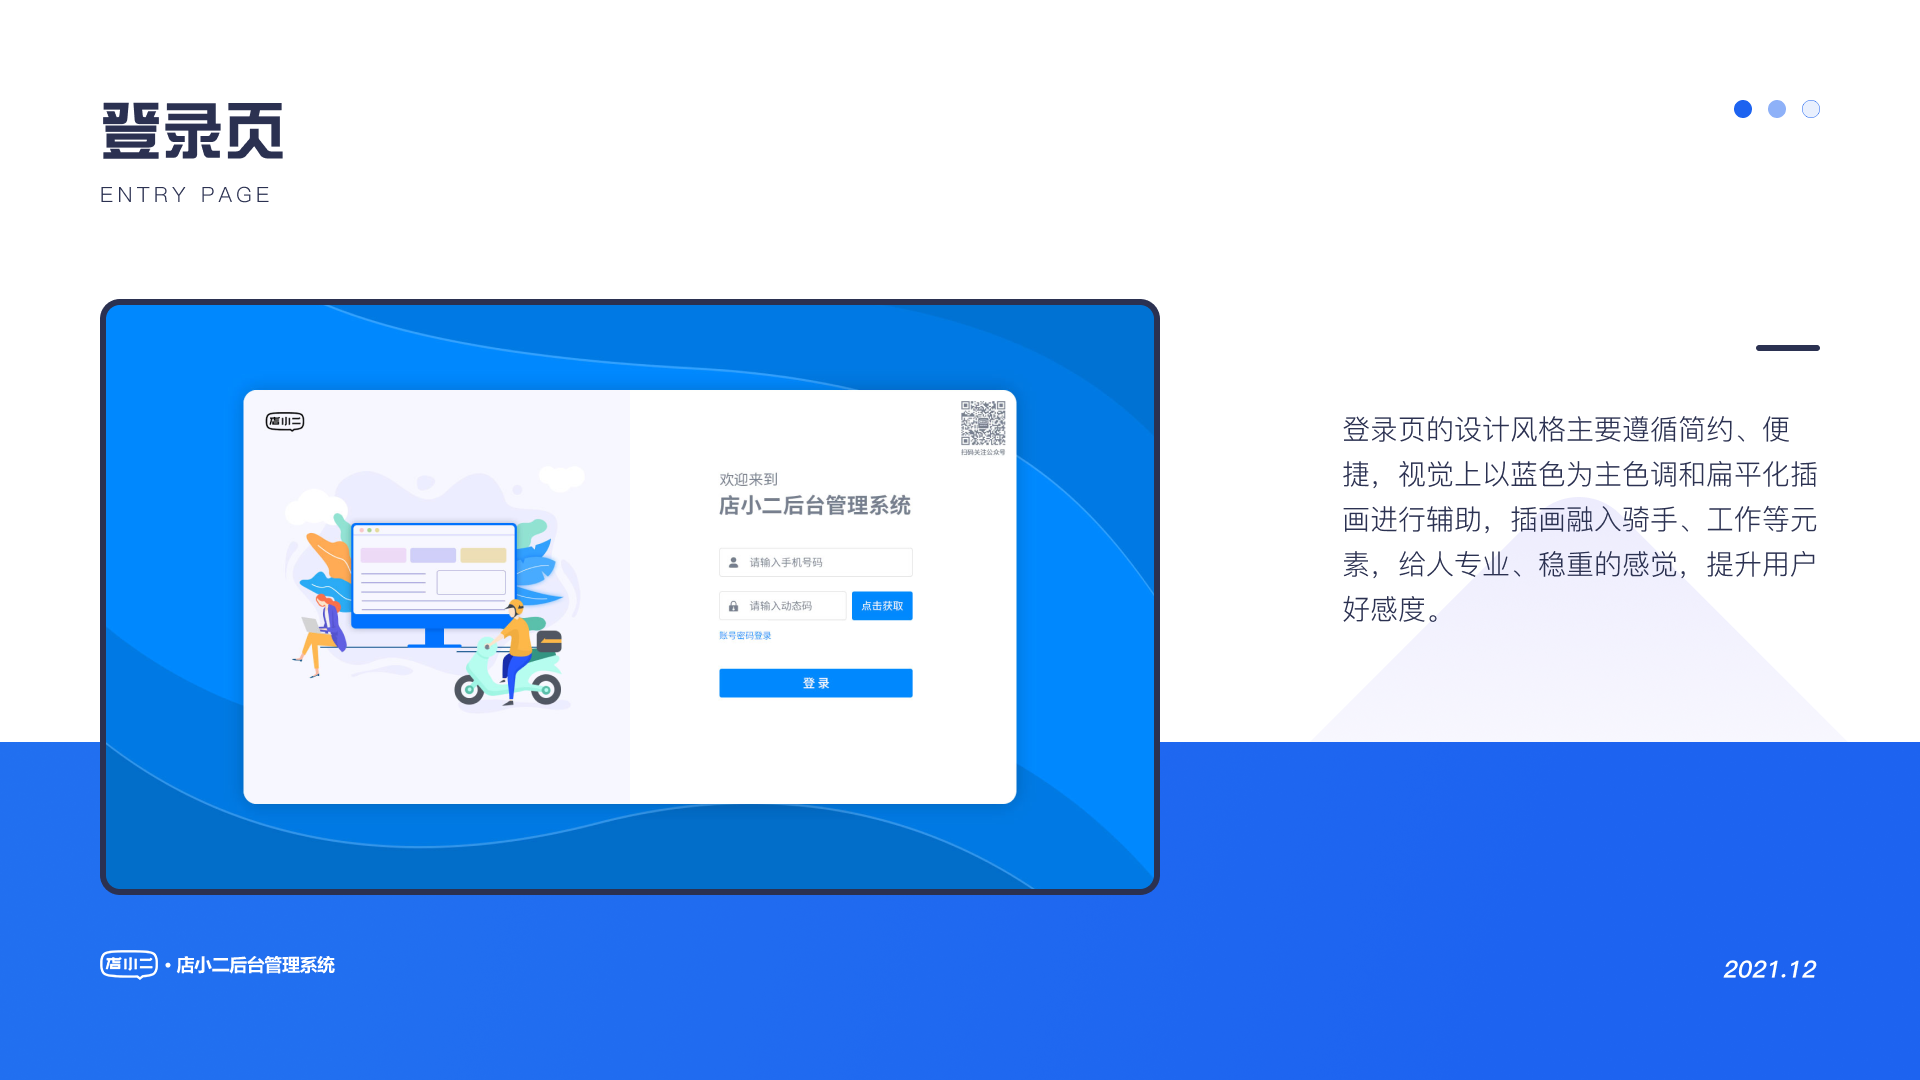 登录页
ENTRY PAGE
店小二
扫码关注公众号
欢迎来到
店小二后台管理系统
请输入手机号码
请输入动态码
点击获取
账号密码登录
登 录
登录页的设计风格主要遵循简约、便
捷，视觉上以蓝色为主色调和扁平化插
画进行辅助，插画融入骑手、工作等元
素，给人专业、稳重的感觉，提升用户
好感度。
店小二 · 店小二后台管理系统
2021.12